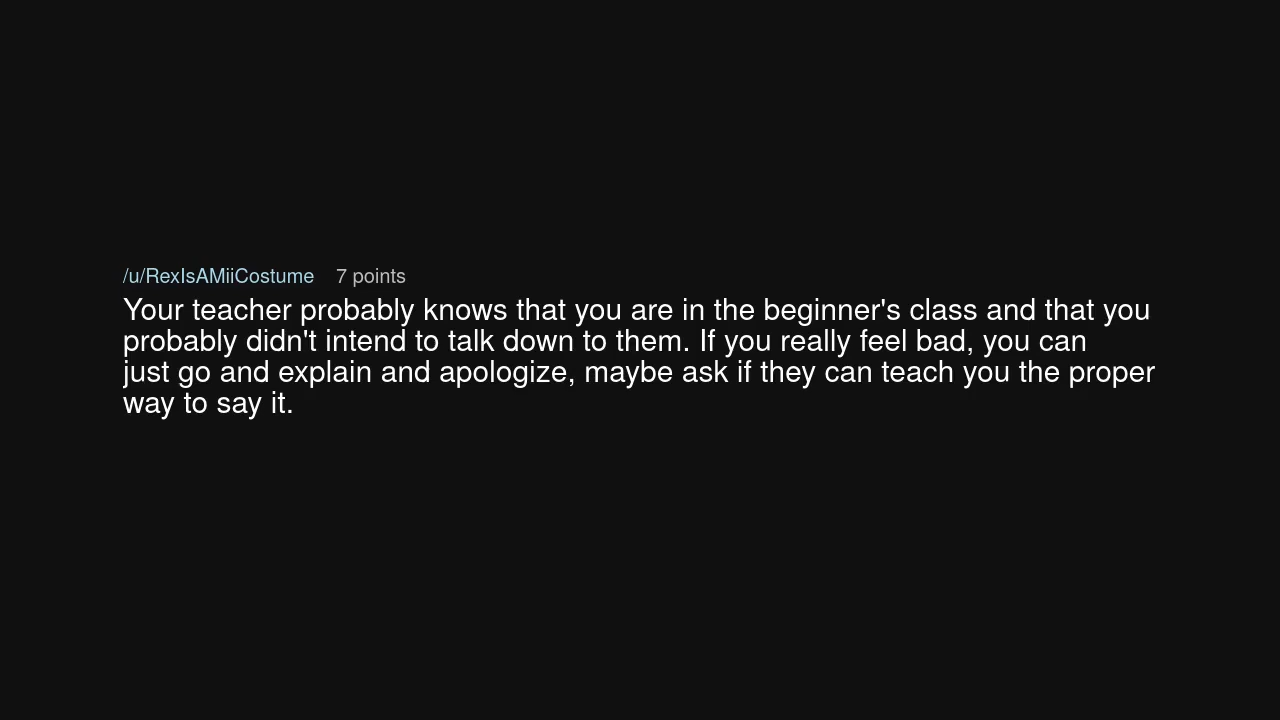 /u/RexIsAMiiCostume 7 points
Your teacher probably knows that you are in the beginner's class and that you
probably didn't intend to talk down to them. If you really feel bad, you can
just go and explain and apologize, maybe ask if they can teach you the proper
way to say it.